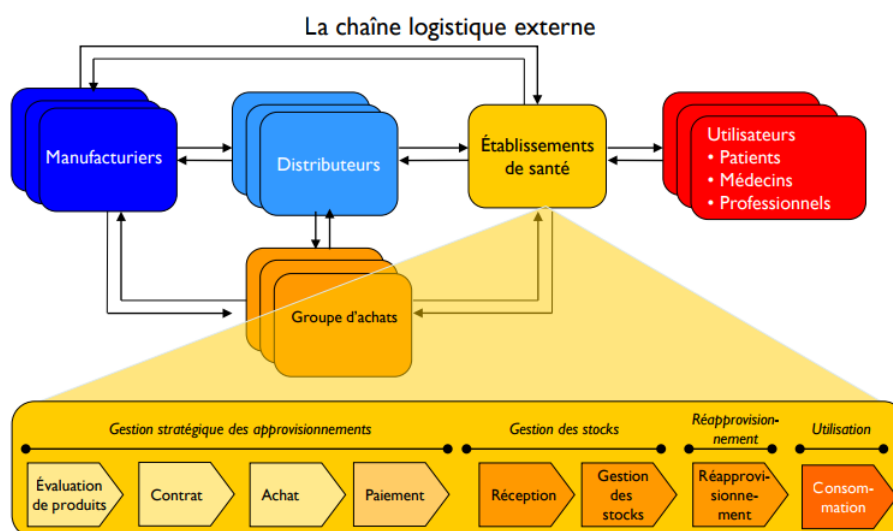 La chaîne logistique externe
Manufacturiers
Distributeurs
Établissements
de santé
Utilisateurs
• Patients
• Médecins
• Professionnels
Groupe d'achats
Gestion stratégique des approvisionnements
Gestion des stocks
Réapprovision-
nement
Utilisation
Évaluation
de produits
Contrat
Achat
Paiement
Réception
Gestion
des
stocks
Réapprovi-
sionnne-
ment
Consom-
mation